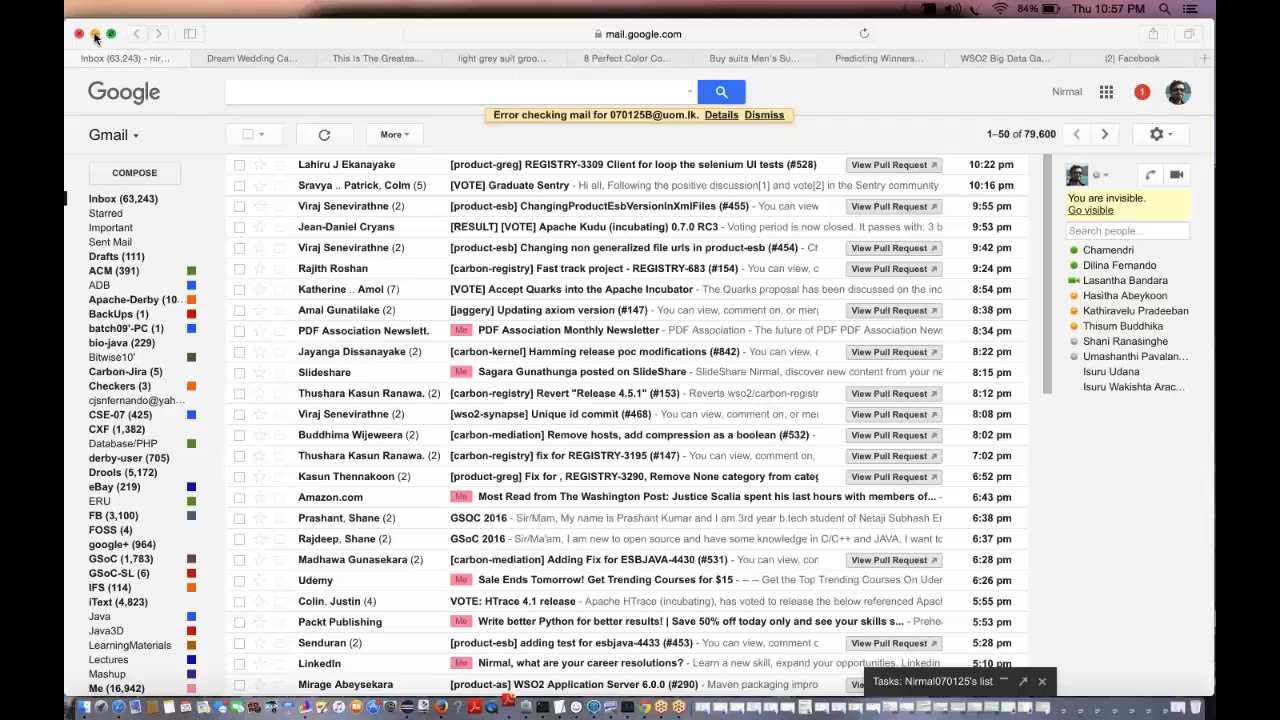 84% Thu 10:57 PM
mail.google.com
Inbox (63,243) - nir...
Dream Wedding Ca...
This Is The Greates...
light grey suit groo...
8 Perfect Color Co...
Buy suits Men's Su...
Predicting Winners...
WSO2 Big Data Ga...
(2) Facebook
Google
Nirmal
1
Error checking mail for 070125B@uom.lk. Details Dismiss
Gmail
More
1–50 of 79,600
COMPOSE
Inbox (63,243)
Starred
Important
Sent Mail
Drafts (111)
ACM (391)
ADB
Apache-Derby (10...
BackUps (1)
batch09'-PC (1)
bio-java (229)
Bitwise10'
Carbon-Jira (5)
Checkers (3)
cjsnfernando@yah...
CSE-07 (425)
CXF (1,382)
Database/PHP
derby-user (705)
Drools (5,172)
eBay (219)
ERU
FB (3,100)
FOSS (4)
google+ (964)
GSoC (1,783)
GSoC-SL (6)
IFS (114)
iText (4,823)
Java
Java3D
LearningMaterials
Lectures
Mashup
Me (16,942)
Lahiru J Ekanayake [product-greg] REGISTRY-3309 Client for loop the selenium UI tests (#528) View Pull Request 10:22 pm
Sravya .. Patrick, Colm (5) [VOTE] Graduate Sentry - Hi all, Following the positive discussion[1] and vote[2] in the Sentry community 10:16 pm
Viraj Senevirathne (2) [product-esb] ChangingProductEsbVersionInXmlFiles (#455) - You can view View Pull Request 9:55 pm
Jean-Daniel Cryans [RESULT] [VOTE] Apache Kudu (incubating) 0.7.0 RC3 - Voting period is now closed. It passes with: 3 b 9:53 pm
Viraj Senevirathne (2) [product-esb] Changing non generalized file urls in product-esb (#454) - View Pull Request 9:42 pm
Rajith Roshan [carbon-registry] Fast track project - REGISTRY-683 (#154) - You can view, View Pull Request 9:24 pm
Katherine .. Amol (7) [VOTE] Accept Quarks into the Apache Incubator - The Quarks proposal has been discussed on the inc 8:54 pm
Amal Gunatilake (2) [jaggery] Updating axiom version (#147) - You can view, comment on, or mer View Pull Request 8:38 pm
PDF Association Newslett. Me PDF Association Monthly Newsletter - PDF Association - The future of PDF PDF Association News 8:34 pm
Jayanga Dissanayake (2) [carbon-kernel] Hamming release poc modifications (#842) - You can view, View Pull Request 8:22 pm
Slideshare Me Sagara Gunathunga posted on SlideShare - SlideShare Nirmal, discover new content from your ne 8:15 pm
Thushara Kasun Ranawa. (2) [carbon-registry] Revert "Release 4.5.1" (#153) - Reverts wso2/carbon-registr View Pull Request 8:12 pm
Viraj Senevirathne (2) [wso2-synapse] Unique id commit (#468) - You can view, comment on, or mer View Pull Request 8:08 pm
Buddhima Wijeweera (2) [carbon-mediation] Remove hosts, add compression as a boolean (#532) - View Pull Request 8:02 pm
Thushara Kasun Ranawa. (2) [carbon-registry] fix for REGISTRY-3195 (#147) - You can view, comment on, View Pull Request 7:02 pm
Kasun Thennakoon (2) [product-greg] Fix for , REGISTRY-3290, Remove None category from categ View Pull Request 6:52 pm
Amazon.com Me Most Read from The Washington Post: Justice Scalia spent his last hours with members of... - 6:43 pm
Prashant, Shane (2) GSOC 2016 - Sir/Mam, My name is Prashant Kumar and I am 3rd year b.tech student of Netaji Subhash En 6:38 pm
Rajdeep, Shane (2) GSoC 2016 - Sir/Ma'am, I am new to open source and have some knowledge in C/C++ and JAVA. I want to 6:37 pm
Madhawa Gunasekara (2) [carbon-mediation] Adding Fix for ESBJAVA-4430 (#531) - You can view, con View Pull Request 6:28 pm
Udemy Me Sale Ends Tomorrow! Get Trending Courses for $15 - -- -- Get the Top Trending Courses On Uden 6:26 pm
Colin, Justin (4) VOTE: HTrace 4.1 release - Apache HTrace (incubating), has voted to release the below referenced Apach 5:55 pm
Packt Publishing Me Write better Python for better results! | Save 50% off today only and see your skills s... - Prehe 5:53 pm
Senduran (2) [product-esb] adding test for esbjava-4433 (#453) - You can view, comment c View Pull Request 5:28 pm
LinkedIn Me Nirmal, what are your career resolutions? - Learn a new skill, expand your opportunities. Linkedin 5:10 pm
Mirage Abeysekara [product-as] WSO2 Application Server 6.0.0 (#290) - Maven packaging impro
You are invisible.
Go visible
Search people...
Chamendri
Dilina Fernando
Lasantha Bandara
Hasitha Abeykoon
Kathiravelu Pradeeban
Thisum Buddhika
Shani Ranasinghe
Umashanthi Pavalan...
Isuru Udana
Isuru Wakishta Arac...
Tasks: Nirmal070125's list